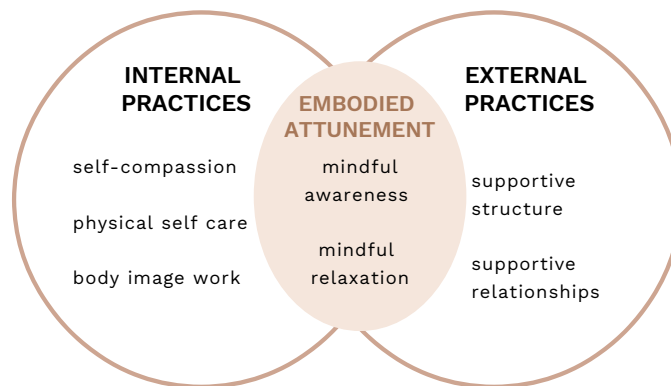 INTERNAL
PRACTICES
self-compassion
physical self care
body image work
EMBODIED
ATTUNEMENT
mindful
awareness
mindful
relaxation
EXTERNAL
PRACTICES
supportive
structure
supportive
relationships